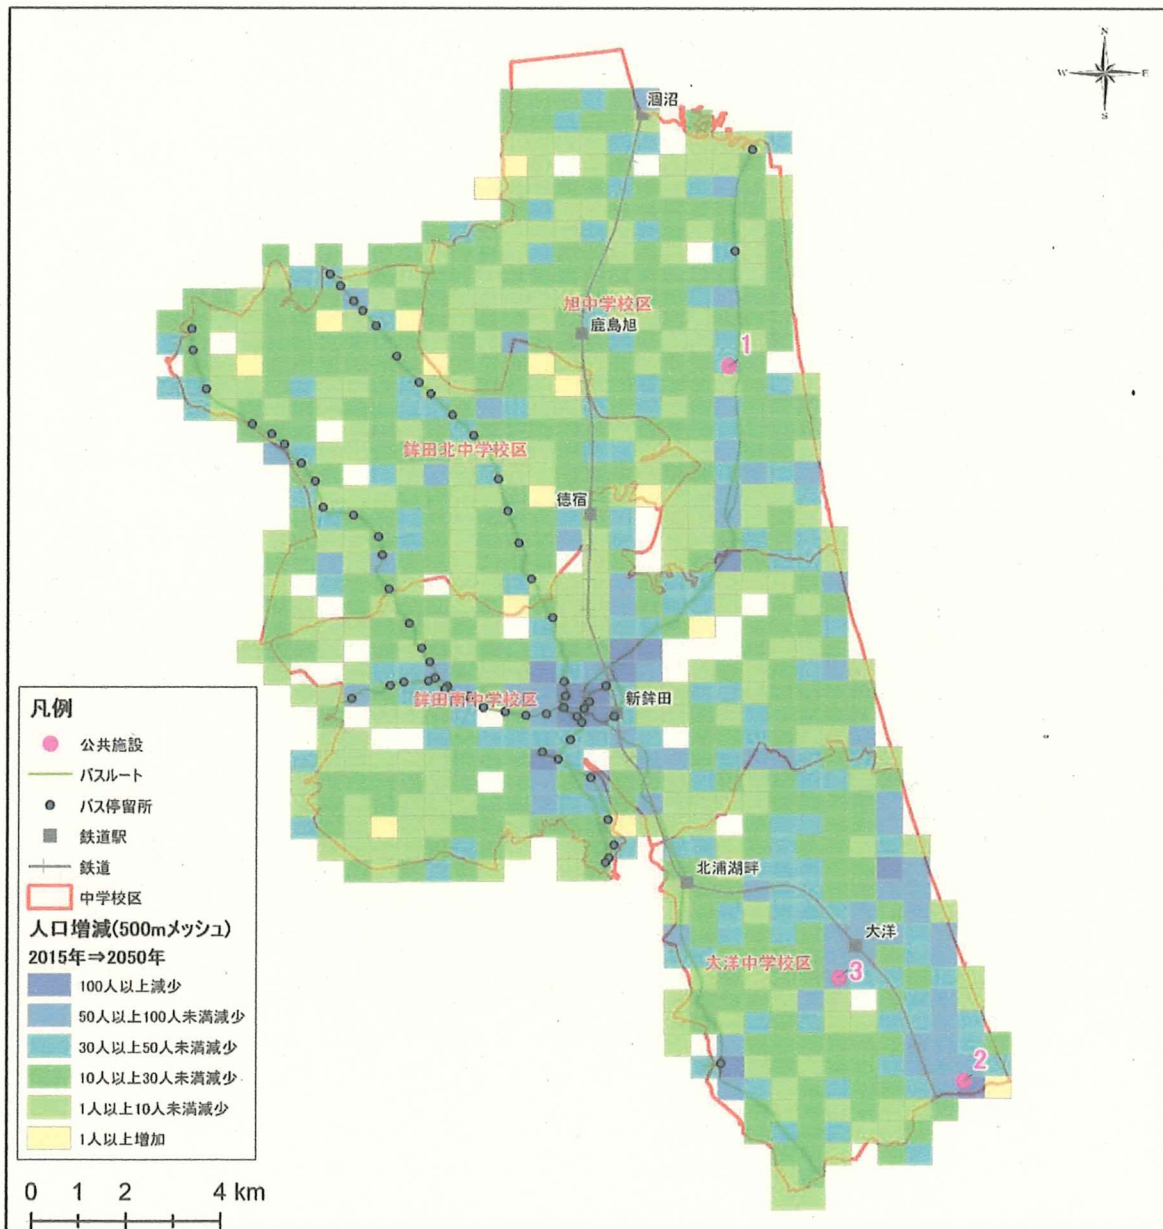 N
W E
S
涸沼
旭中学校区
鹿島旭
1
鉾田北中学校区
徳宿
鉾田南中学校区
新鉾田
北浦湖畔
大洋
大洋中学校区
3
2
凡例
公共施設
バスルート
バス停留所
鉄道駅
鉄道
中学校区
人口増減(500mメッシュ)
2015年⇒2050年
100人以上減少
50人以上100人未満減少
30人以上50人未満減少
10人以上30人未満減少
1人以上10人未満減少
1人以上増加
0 1 2 4 km